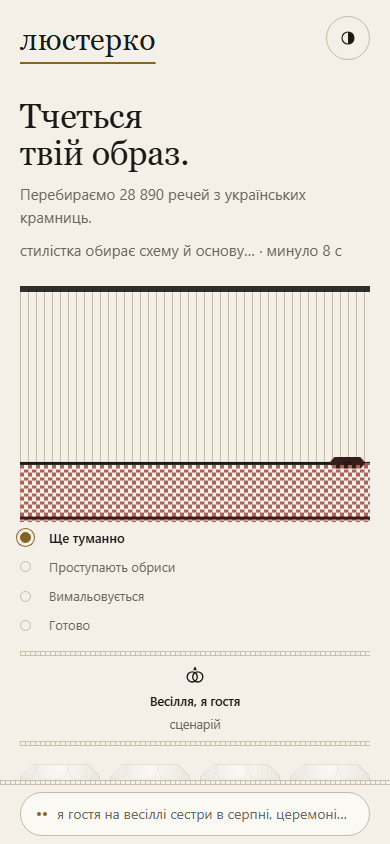 люстерко
Тчеться
твій образ.
Перебираємо 28 890 речей з українських
крамниць.
стилістка обирає схему й основу… · минуло 8 с
Ще туманно
Проступають обриси
Вимальовується
Готово
Весілля, я гостя
сценарій
я гостя на весіллі сестри в серпні, церемоні…